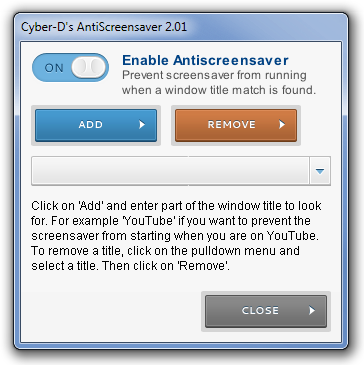 Cyber-D's AntiScreensaver 2.01
ON
Enable Antiscreensaver
Prevent screensaver from running
when a window title match is found.
ADD
REMOVE
Click on 'Add' and enter part of the window title to look
for. For example 'YouTube' if you want to prevent the
screensaver from starting when you are on YouTube.
To remove a title, click on the pulldown menu and
select a title. Then click on 'Remove'.
CLOSE